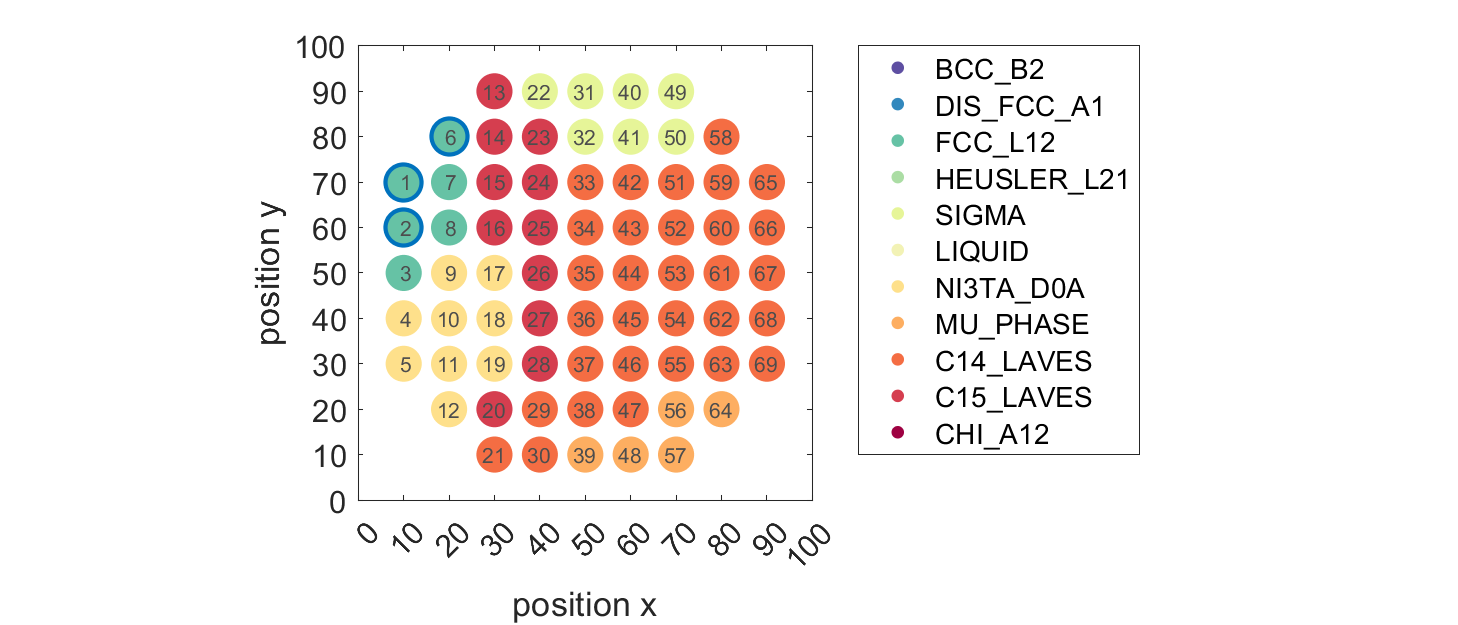 100
90
80
70
60
50
40
30
20
10
0
position y
13 22 31 40 49
6 14 23 32 41 50 58
1 7 15 24 33 42 51 59 65
2 8 16 25 34 43 52 60 66
3 9 17 26 35 44 53 61 67
4 10 18 27 36 45 54 62 68
5 11 19 28 37 46 55 63 69
12 20 29 38 47 56 64
21 30 39 48 57
0 10 20 30 40 50 60 70 80 90 100
position x
BCC_B2
DIS_FCC_A1
FCC_L12
HEUSLER_L21
SIGMA
LIQUID
NI3TA_D0A
MU_PHASE
C14_LAVES
C15_LAVES
CHI_A12